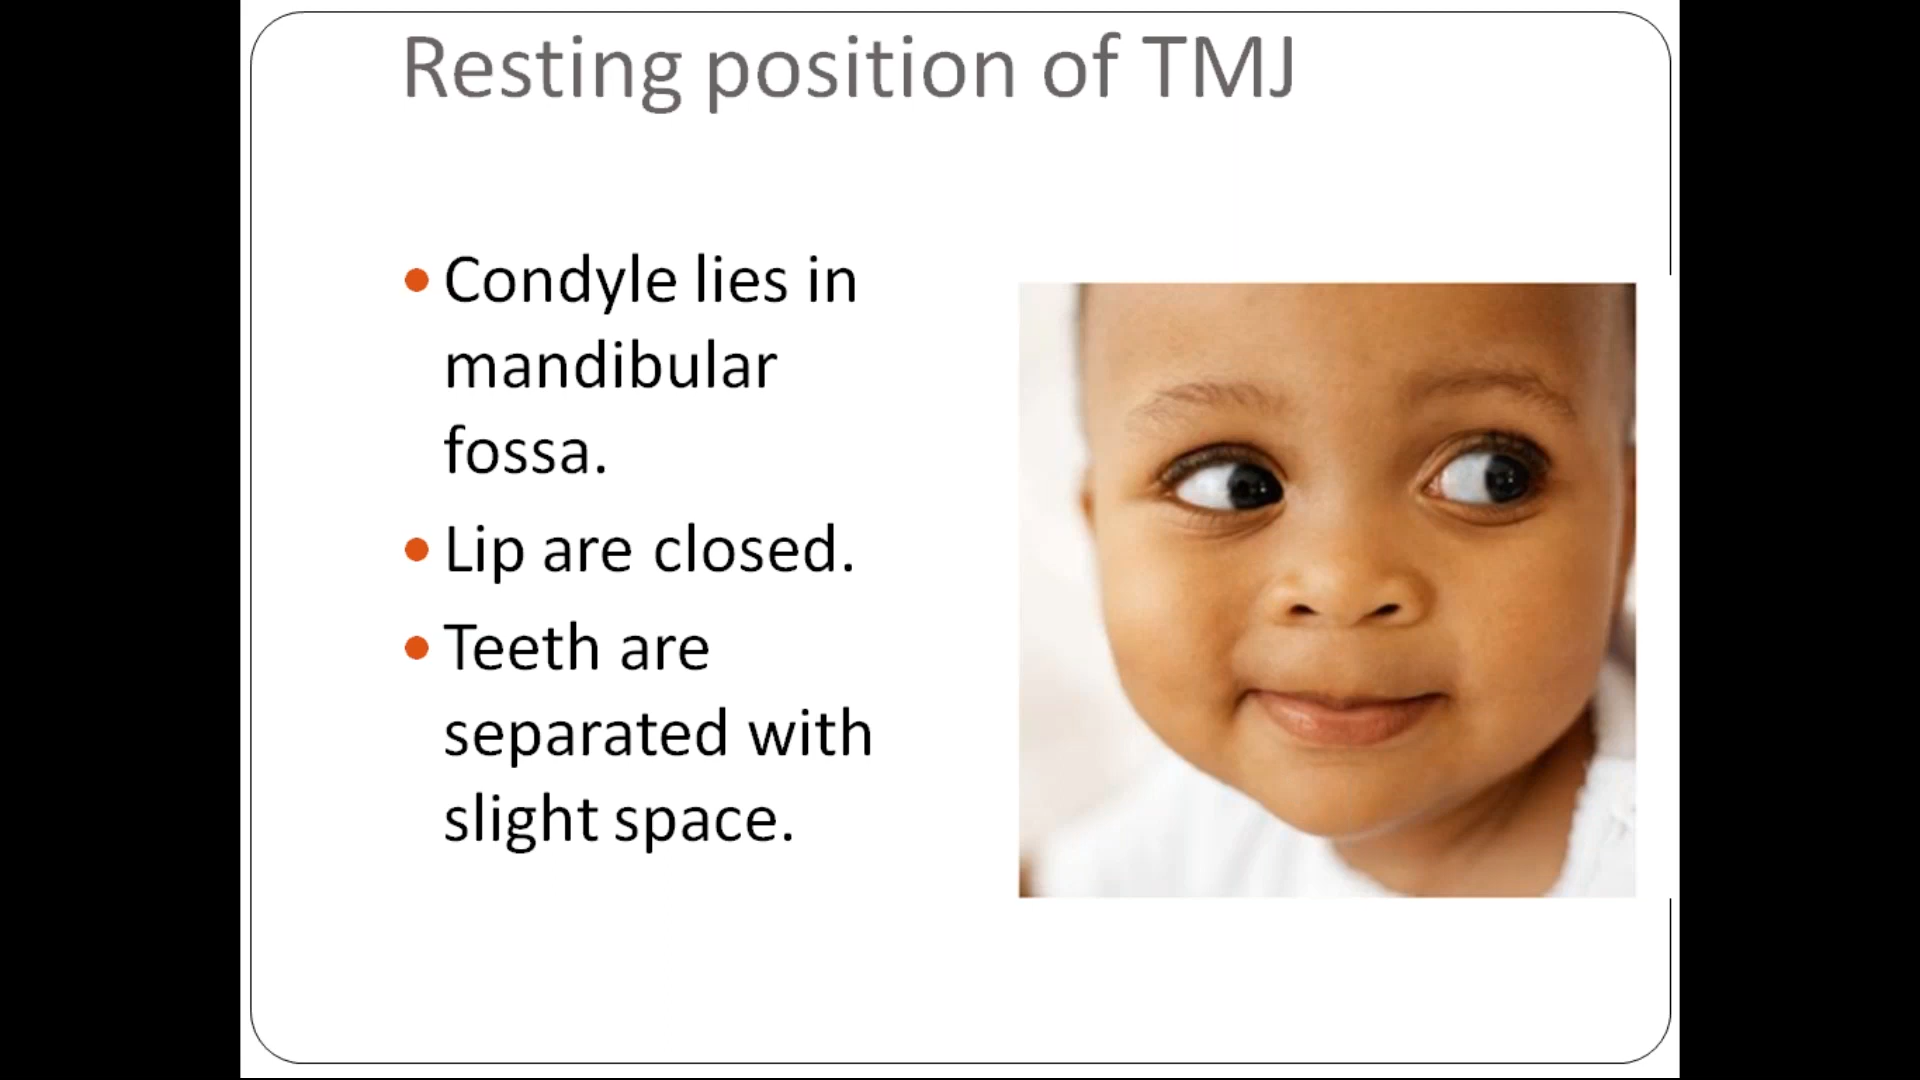 Resting position of TMJ
Condyle lies in
mandibular
fossa.
Lip are closed.
Teeth are
separated with
slight space.